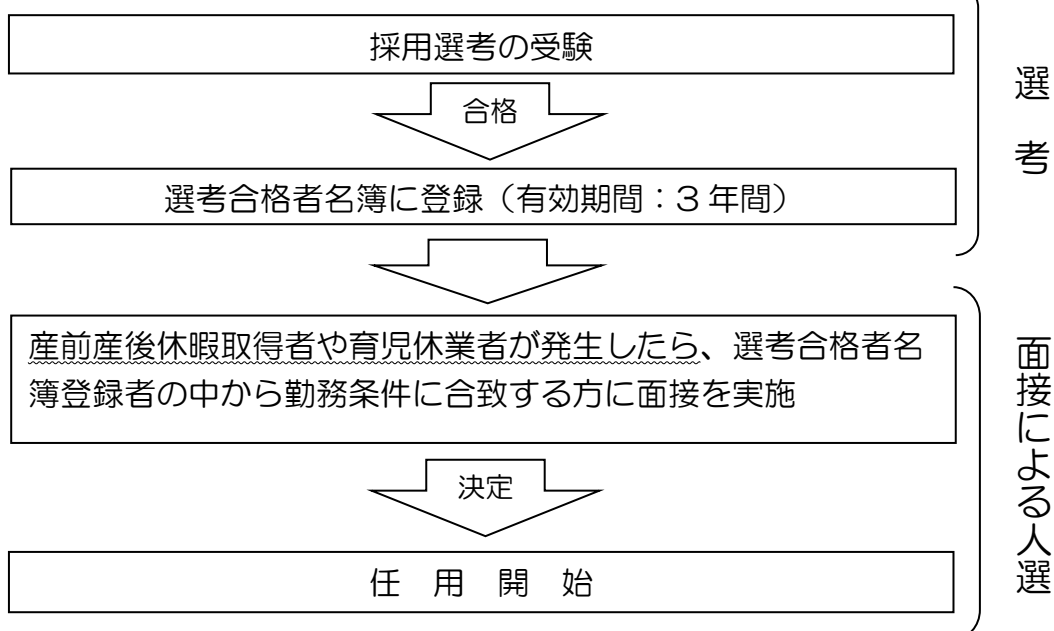 採用選考の受験
合格
選考合格者名簿に登録（有効期間：3年間）
選考
産前産後休暇取得者や育児休業者が発生したら、選考合格者名
簿登録者の中から勤務条件に合致する方に面接を実施
決定
任用開始
面接による人選